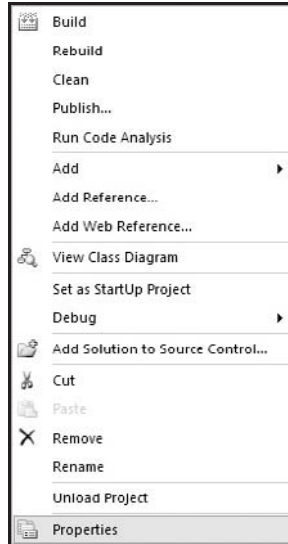 Build
Rebuild
Clean
Publish...
Run Code Analysis
Add
Add Reference...
Add Web Reference...
View Class Diagram
Set as StartUp Project
Debug
Add Solution to Source Control...
Cut
Paste
Remove
Rename
Unload Project
Properties